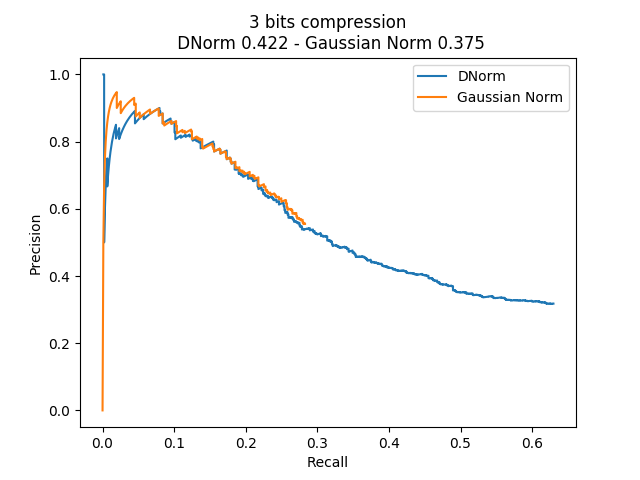 3 bits compression
DNorm 0.422 - Gaussian Norm 0.375
DNorm
Gaussian Norm
Precision
1.0
0.8
0.6
0.4
0.2
0.0
0.0 0.1 0.2 0.3 0.4 0.5 0.6
Recall